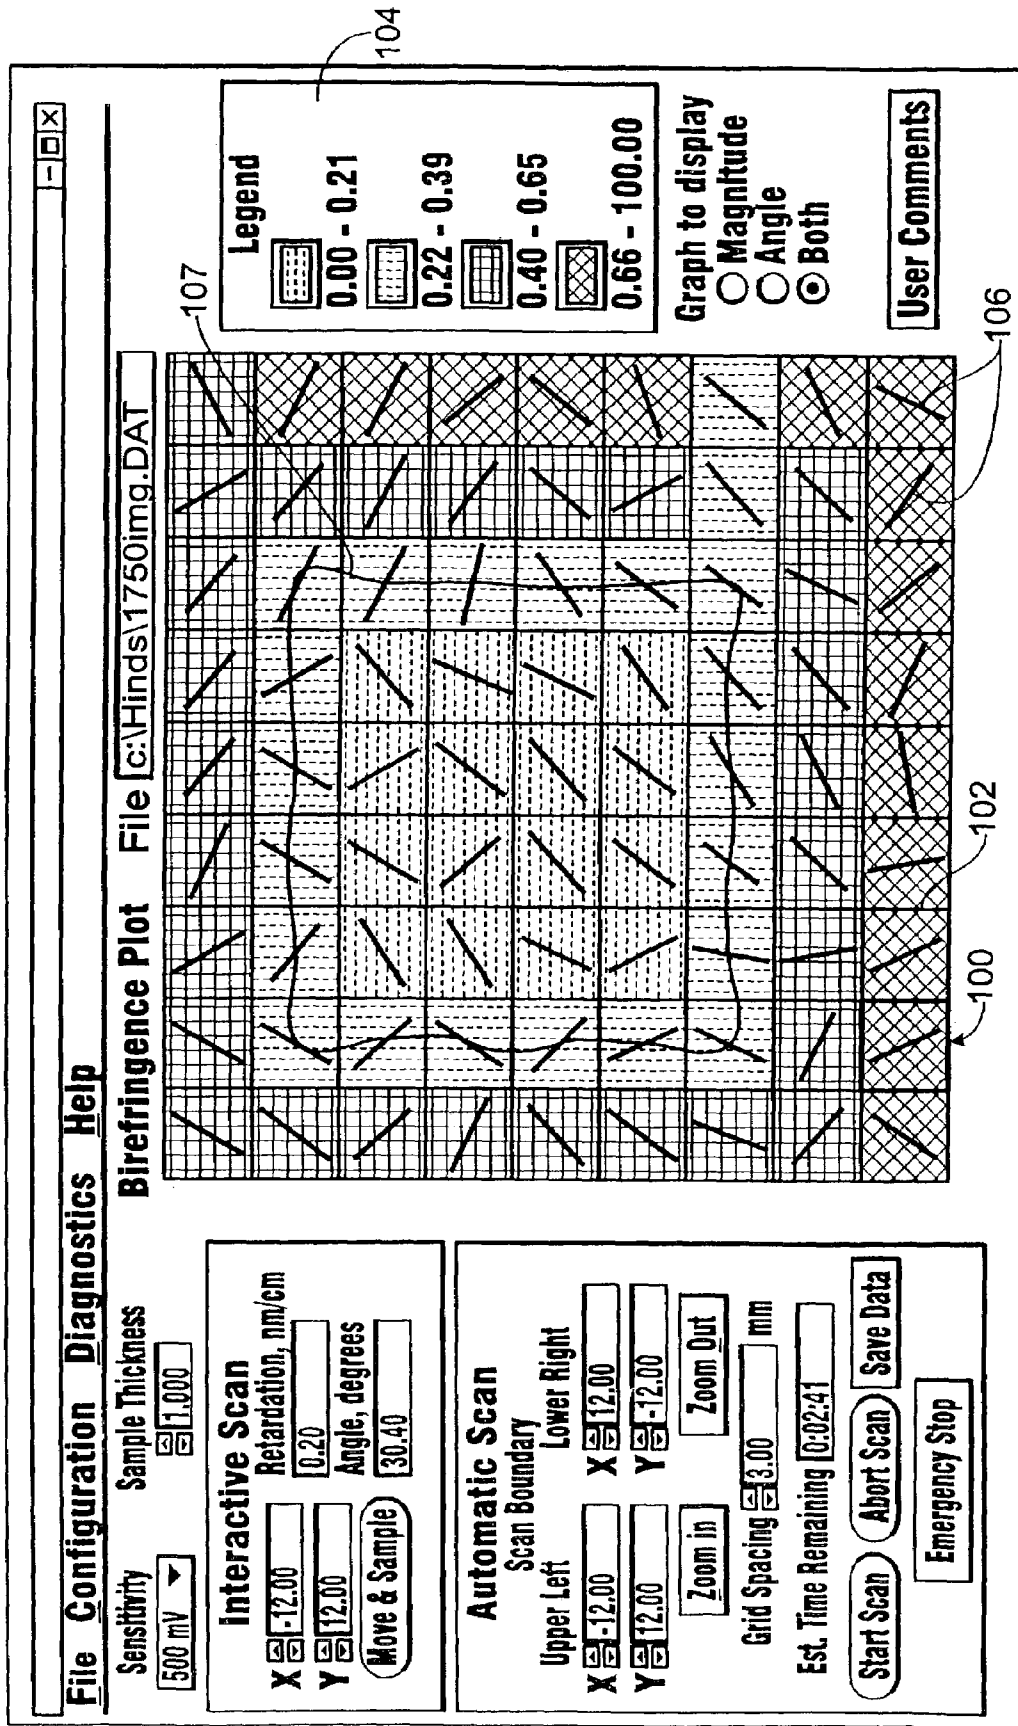 File Configuration Diagnostics Help
Sensitivity
500 mV
Sample Thickness
1.000
Birefringence Plot
File c:\Hinds\1750img.DAT
Interactive Scan
X -12.00
Y 12.00
Move & Sample
Retardation, nm/cm
0.20
Angle, degrees
30.40
Automatic Scan
Scan Boundary
Upper Left
Lower Right
X -12.00
X 12.00
Y 12.00
Y -12.00
Zoom in
Zoom Out
Grid Spacing 3.00 mm
Est. Time Remaining 0:02:41
Start Scan
Abort Scan
Save Data
Emergency Stop
107
Legend
0.00 - 0.21
0.22 - 0.39
0.40 - 0.65
0.66 - 100.00
104
Graph to display
Magnitude
Angle
Both
User Comments
100
102
106